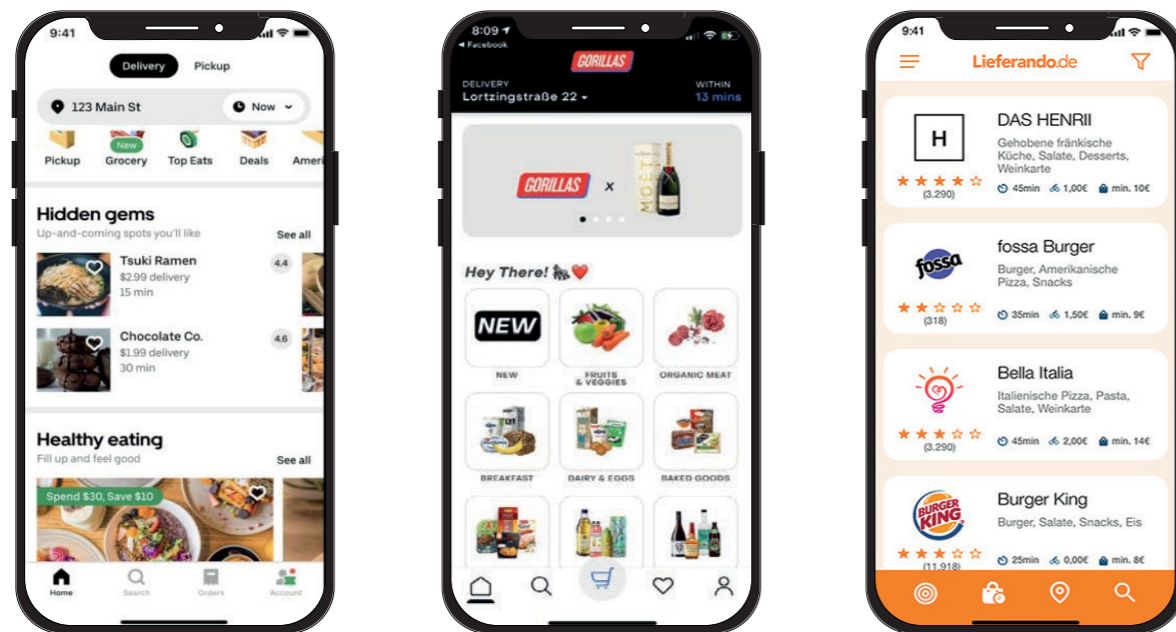 9:41
Delivery
Pickup
123 Main St
Now
Pickup
New
Grocery
Top Eats
Deals
Ameri
Hidden gems
Up-and-coming spots you'll like
See all
Tsuki Ramen
4.4
$2.99 delivery
15 min
Chocolate Co.
4.6
$1.99 delivery
30 min
Healthy eating
Fill up and feel good
See all
Spend $30, Save $10
Home
Search
Orders
Account
8:09
Facebook
GORILLAS
DELIVERY
WITHIN
Lortzingstraße 22
13 mins
GORILLAS
x
MOËT
Hey There!
NEW
NEW
FRUITS
& VEGGIES
ORGANIC MEAT
BREAKFAST
DAIRY & EGGS
BAKED GOODS
9:41
Lieferando.de
H
DAS HENRII
Gehobene fränkische
Küche, Salate, Desserts,
Weinkarte
(3.290)
45min
1,00€
min. 10€
fossa
fossa Burger
Burger, Amerikanische
Pizza, Snacks
(318)
35min
1,50€
min. 9€
Bella Italia
Italienische Pizza, Pasta,
Salate, Weinkarte
(3.290)
45min
2,00€
min. 14€
BURGER
KING
Burger King
Burger, Salate, Snacks, Eis
(11.918)
25min
0,00€
min. 8€